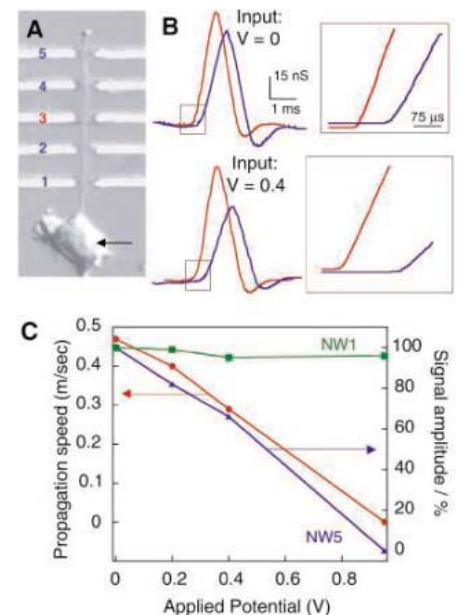 A
5
4
3
2
1
B
Input:
V = 0
15 nS
1 ms
75 µs
Input:
V = 0.4
C
Propagation speed (m/sec)
0.5
0.4
0.3
0.2
0.1
0
NW1
NW5
100
80
60
40
20
0
Signal amplitude / %
0
0.2
0.4
0.6
0.8
Applied Potential (V)